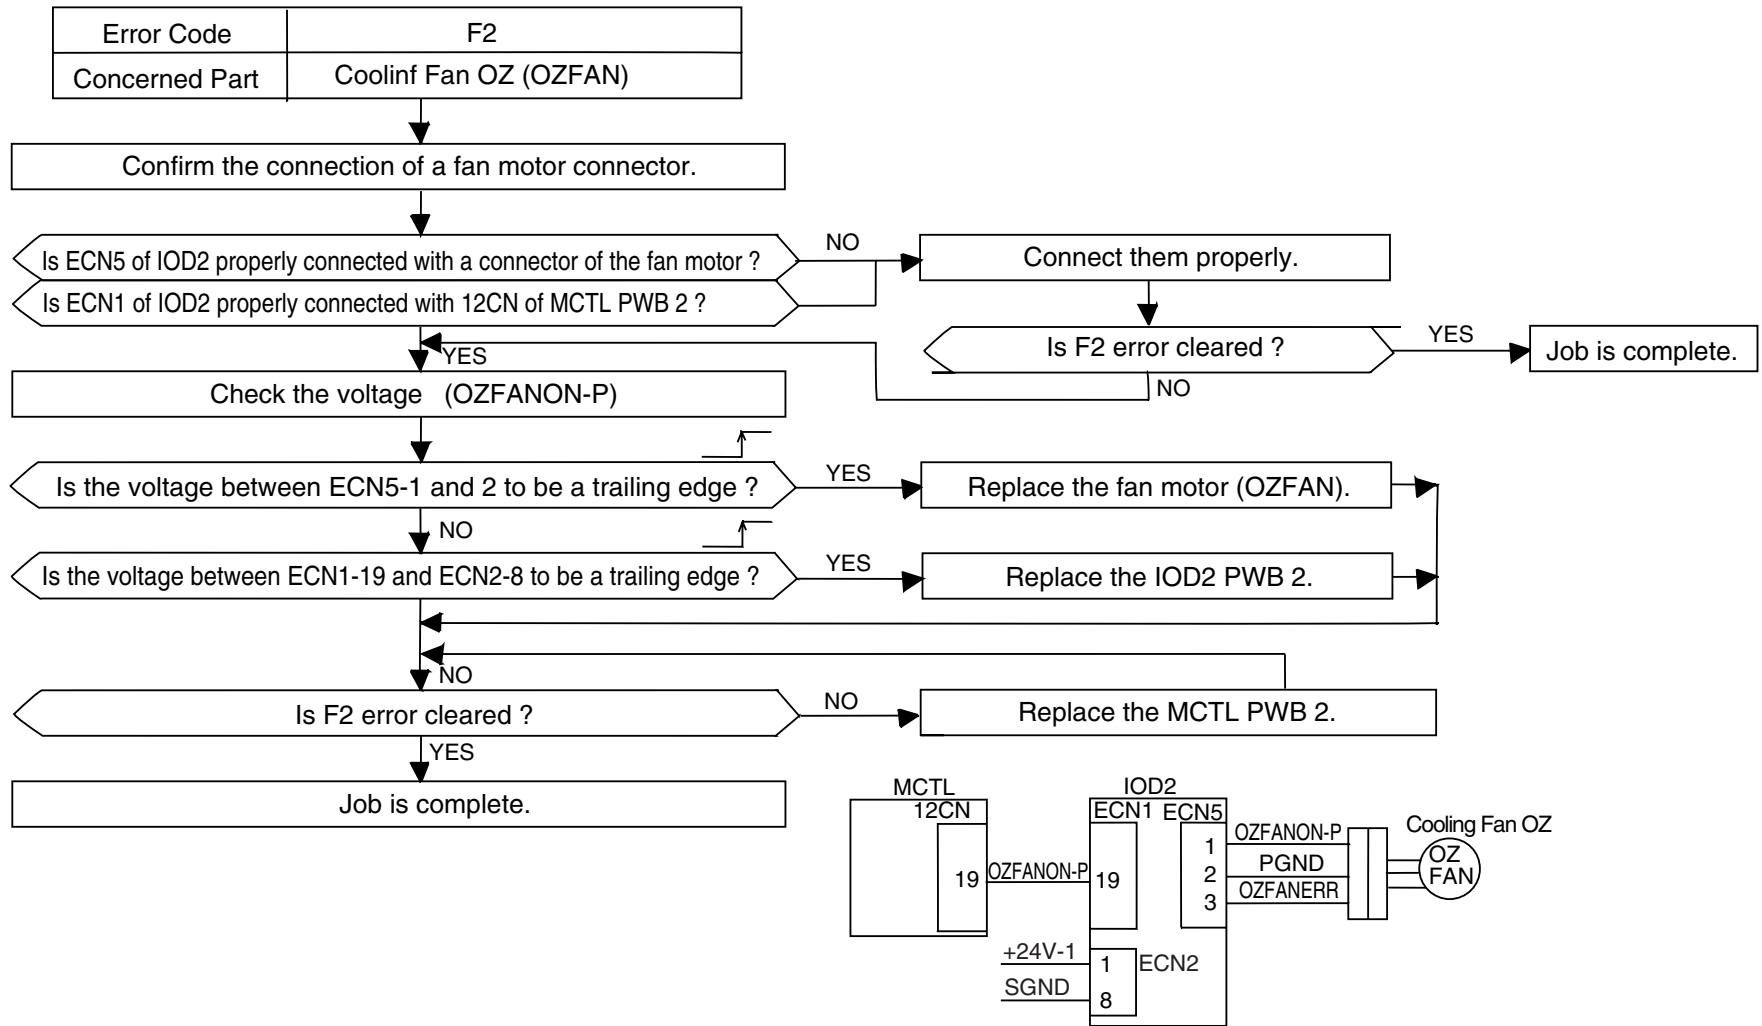 Error Code F2
Concerned Part Coolinf Fan OZ (OZFAN)
Confirm the connection of a fan motor connector.
Is ECN5 of IOD2 properly connected with a connector of the fan motor ?
NO
Connect them properly.
Is ECN1 of IOD2 properly connected with 12CN of MCTL PWB 2 ?
YES
Is F2 error cleared ?
YES
Job is complete.
NO
Check the voltage (OZFANON-P)
Is the voltage between ECN5-1 and 2 to be a trailing edge ?
YES
Replace the fan motor (OZFAN).
NO
Is the voltage between ECN1-19 and ECN2-8 to be a trailing edge ?
YES
Replace the IOD2 PWB 2.
NO
Is F2 error cleared ?
NO
Replace the MCTL PWB 2.
YES
Job is complete.
MCTL
12CN
19
OZFANON-P
IOD2
ECN1
19
ECN5
1
2
3
OZFANON-P
PGND
OZFANERR
Cooling Fan OZ
OZ
FAN
+24V-1
SGND
1
8
ECN2